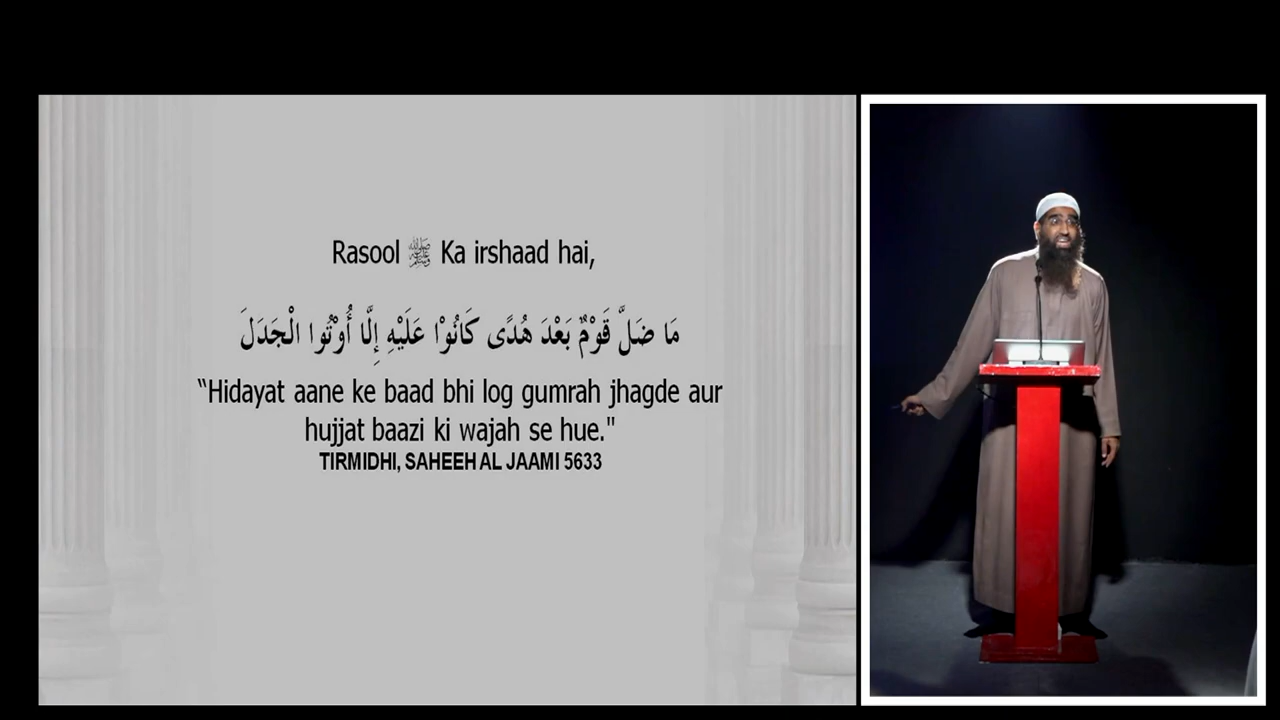 Rasool ﷺ Ka irshaad hai,
مَا ضَلَّ قَوْمٌ بَعْدَ هُدًى كَانُوْا عَلَيْهِ إِلَّا أُوْتُوا الْجَدَلَ
“Hidayat aane ke baad bhi log gumrah jhagde aur
hujjat baazi ki wajah se hue."
TIRMIDHI, SAHEEH AL JAAMI 5633